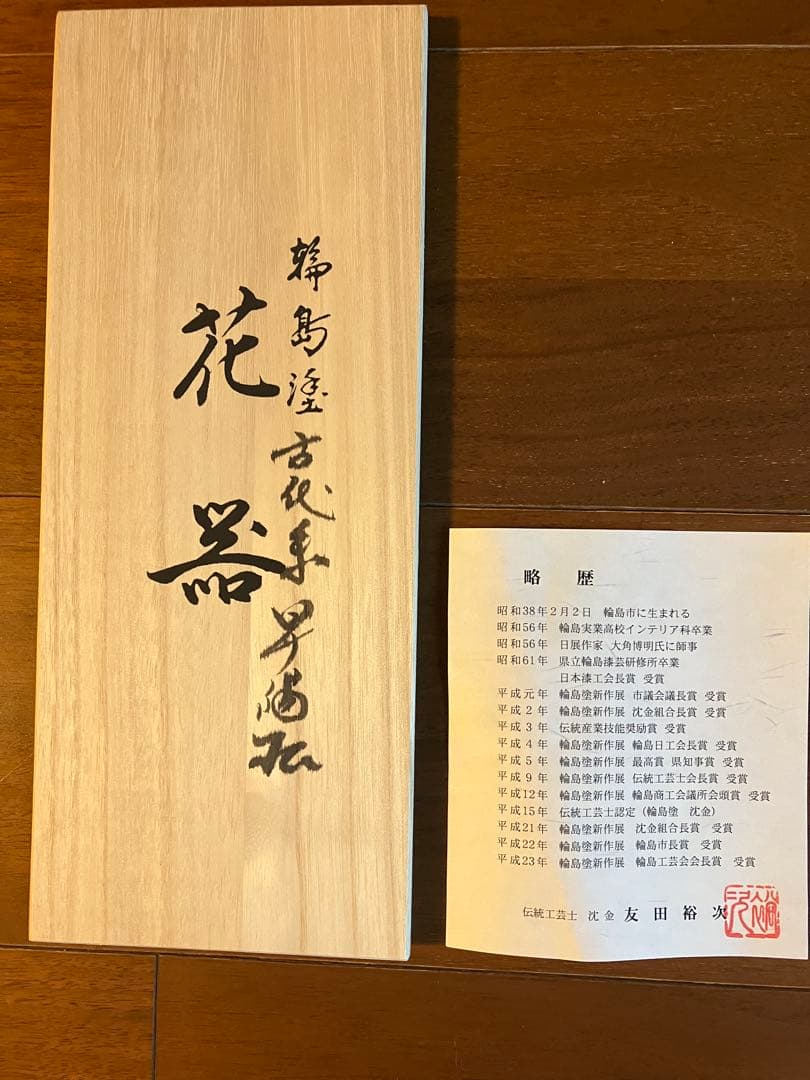 輪島塗 古代朱
花器
略歴
昭和38年2月2日 輪島市に生まれる
昭和56年 輪島実業高校インテリア科卒業
昭和56年 日展作家 大角博明氏に師事
昭和61年 県立輪島漆芸研修所卒業
日本漆工会長賞 受賞
平成元年 輪島塗新作展 市議会議長賞 受賞
平成2年 輪島塗新作展 沈金組合長賞 受賞
平成3年 伝統産業技能奨励賞 受賞
平成4年 輪島塗新作展 輪島日工会長賞 受賞
平成5年 輪島塗新作展 最高賞 県知事賞 受賞
平成9年 輪島塗新作展 伝統工芸士会長賞 受賞
平成12年 輪島塗新作展 輪島商工会議所会頭賞 受賞
平成15年 伝統工芸士認定(輪島塗 沈金)
平成21年 輪島塗新作展 沈金組合長賞 受賞
平成22年 輪島塗新作展 輪島市長賞 受賞
平成23年 輪島塗新作展 輪島工芸会会長賞 受賞
伝統工芸士 沈金 友田裕次